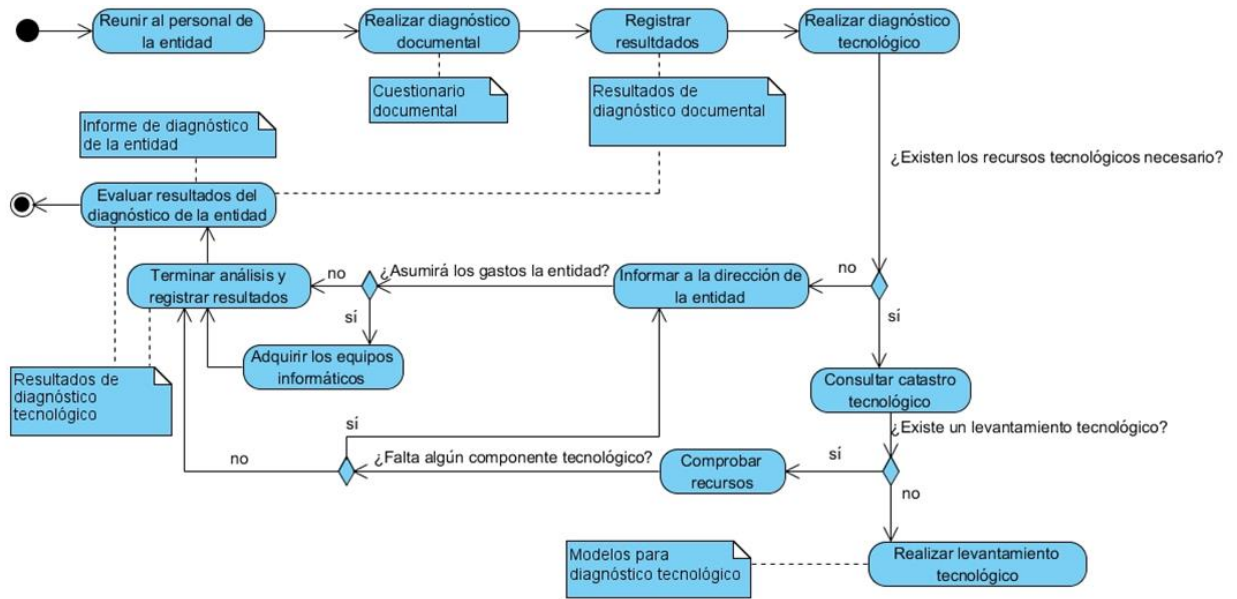 Reunir al personal de
la entidad
Realizar diagnóstico
documental
Registrar
resultdados
Realizar diagnóstico
tecnológico
Cuestionario
documental
Resultados de
diagnóstico documental
Informe de diagnóstico
de la entidad
¿Existen los recursos tecnológicos necesario?
Evaluar resultados del
diagnóstico de la entidad
Terminar análisis y
registrar resultados
no
¿Asumirá los gastos la entidad?
Informar a la dirección de
la entidad
no
sí
sí
Adquirir los equipos
informáticos
Consultar catastro
tecnológico
Resultados de
diagnóstico
tecnológico
sí
¿Existe un levantamiento tecnológico?
no
¿Falta algún componente tecnológico?
Comprobar
recursos
sí
no
Modelos para
diagnóstico tecnológico
Realizar levantamiento
tecnológico